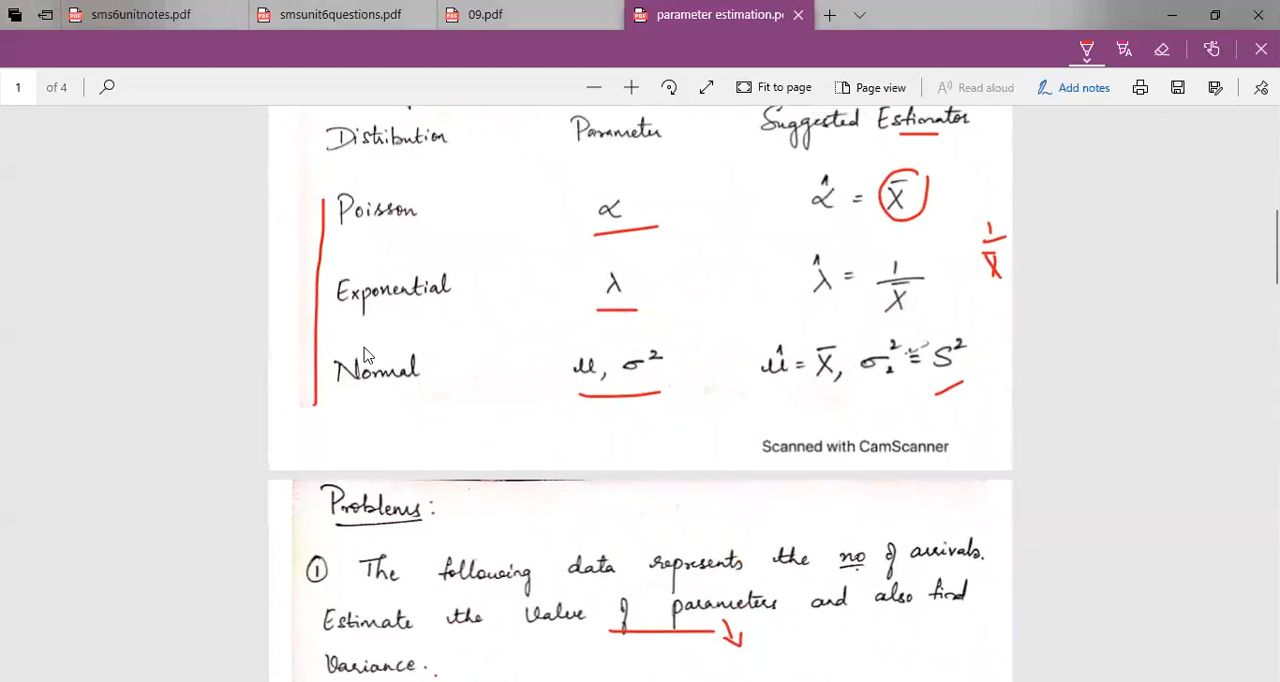 sms6unitnotes.pdf
smsunit6questions.pdf
09.pdf
parameter estimation.p
1 of 4
Fit to page
Page view
Read aloud
Add notes
Distribution Parameter Suggested Estimator
Poisson α α̂ = X̄
1/X̄
Exponential λ λ̂ = 1/X̄
Normal μ, σ² μ̂ = X̄, σ̂² = S²
Scanned with CamScanner
Problems:
① The following data represents the no of arrivals.
Estimate the value of parameters and also find
Variance.